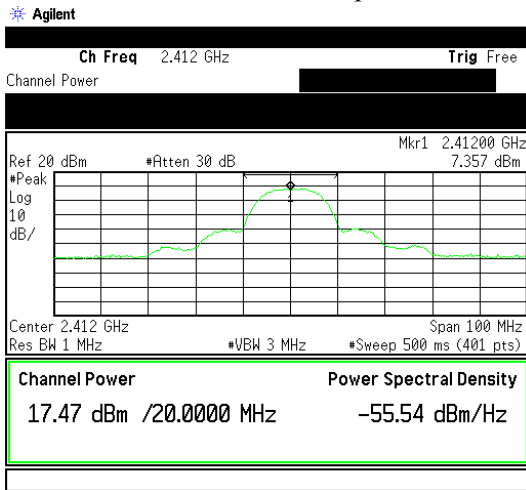 Agilent
Ch Freq 2.412 GHz Trig Free
Channel Power
Mkr1 2.41200 GHz
Ref 20 dBm #Atten 30 dB 7.357 dBm
#Peak
Log
10
dB/
1
Center 2.412 GHz Span 100 MHz
Res BW 1 MHz #VBW 3 MHz #Sweep 500 ms (401 pts)
Channel Power Power Spectral Density
17.47 dBm /20.0000 MHz -55.54 dBm/Hz